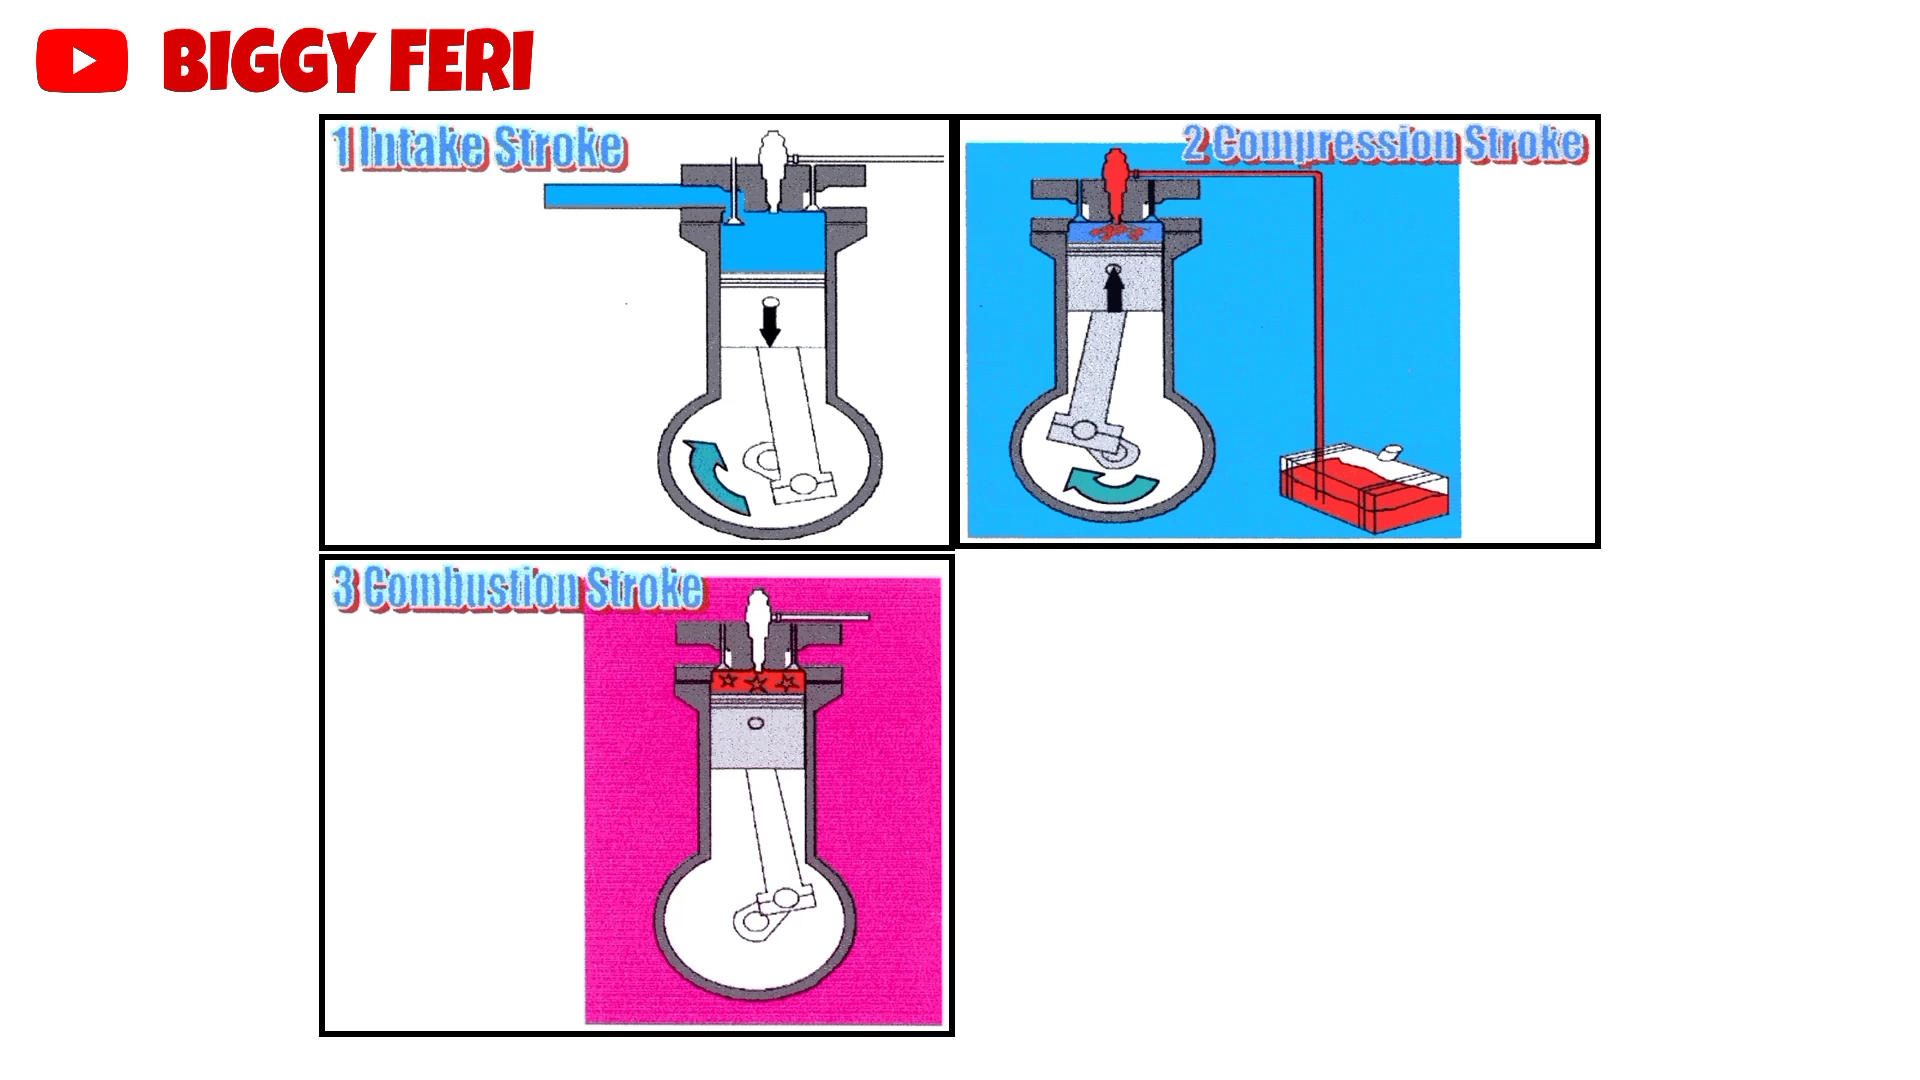 BIGGY FERI
1 Intake Stroke
2 Compression Stroke
3 Combustion Stroke